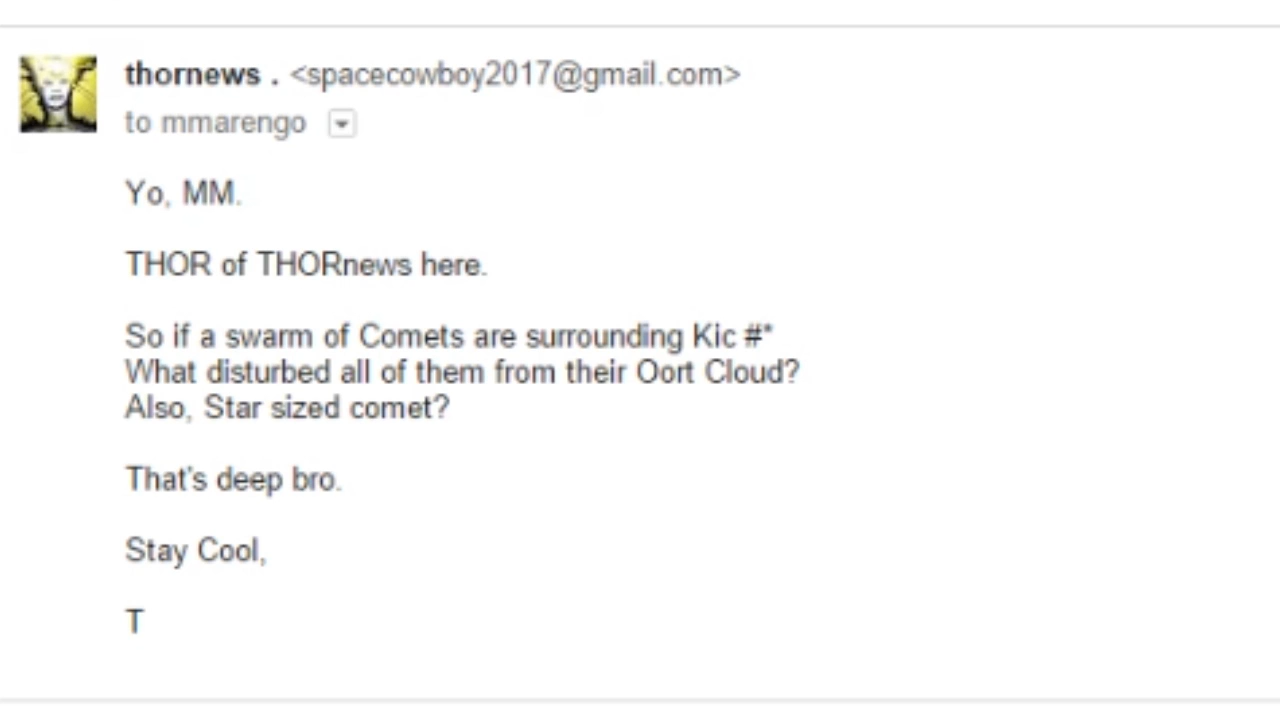 thornews . <spacecowboy2017@gmail.com>
to mmarengo
Yo, MM.
THOR of THORnews here.
So if a swarm of Comets are surrounding Kic #*
What disturbed all of them from their Oort Cloud?
Also, Star sized comet?
That's deep bro.
Stay Cool,
T